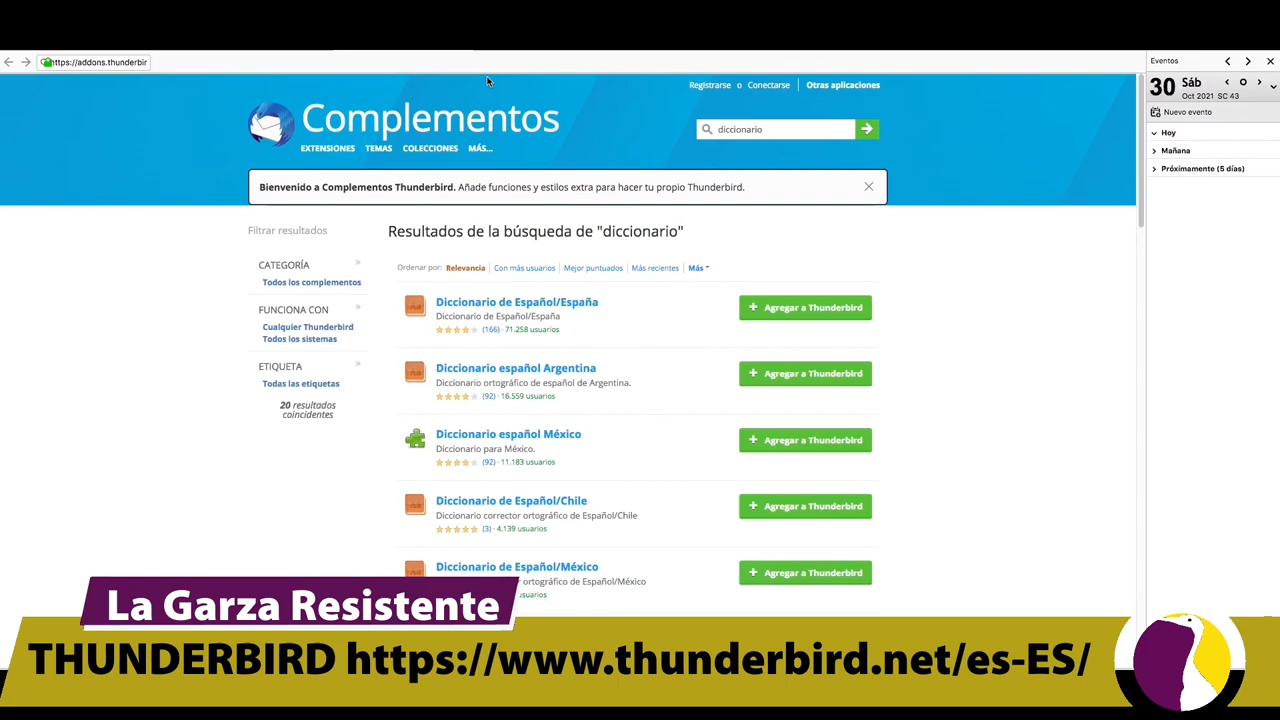 https://addons.thunderbir
Eventos
30 Sáb
Oct 2021 SC 43
Nuevo evento
Hoy
Mañana
Próximamente (5 días)
Registrarse o Conectarse | Otras aplicaciones
Complementos
diccionario
EXTENSIONES TEMAS COLECCIONES MÁS...
Bienvenido a Complementos Thunderbird. Añade funciones y estilos extra para hacer tu propio Thunderbird.
Filtrar resultados
CATEGORÍA
Todos los complementos
FUNCIONA CON
Cualquier Thunderbird
Todos los sistemas
ETIQUETA
Todas las etiquetas
20 resultados
coincidentes
Resultados de la búsqueda de "diccionario"
Ordenar por: Relevancia | Con más usuarios | Mejor puntuados | Más recientes | Más
Diccionario de Español/España
Diccionario de Español/España
(166) · 71.258 usuarios
+ Agregar a Thunderbird
Diccionario español Argentina
Diccionario ortográfico de español de Argentina.
(92) · 16.559 usuarios
+ Agregar a Thunderbird
Diccionario español México
Diccionario para México.
(92) · 11.183 usuarios
+ Agregar a Thunderbird
Diccionario de Español/Chile
Diccionario corrector ortográfico de Español/Chile
(3) · 4.139 usuarios
+ Agregar a Thunderbird
Diccionario de Español/México
ortográfico de Español/México
usuarios
+ Agregar a Thunderbird
La Garza Resistente
THUNDERBIRD https://www.thunderbird.net/es-ES/